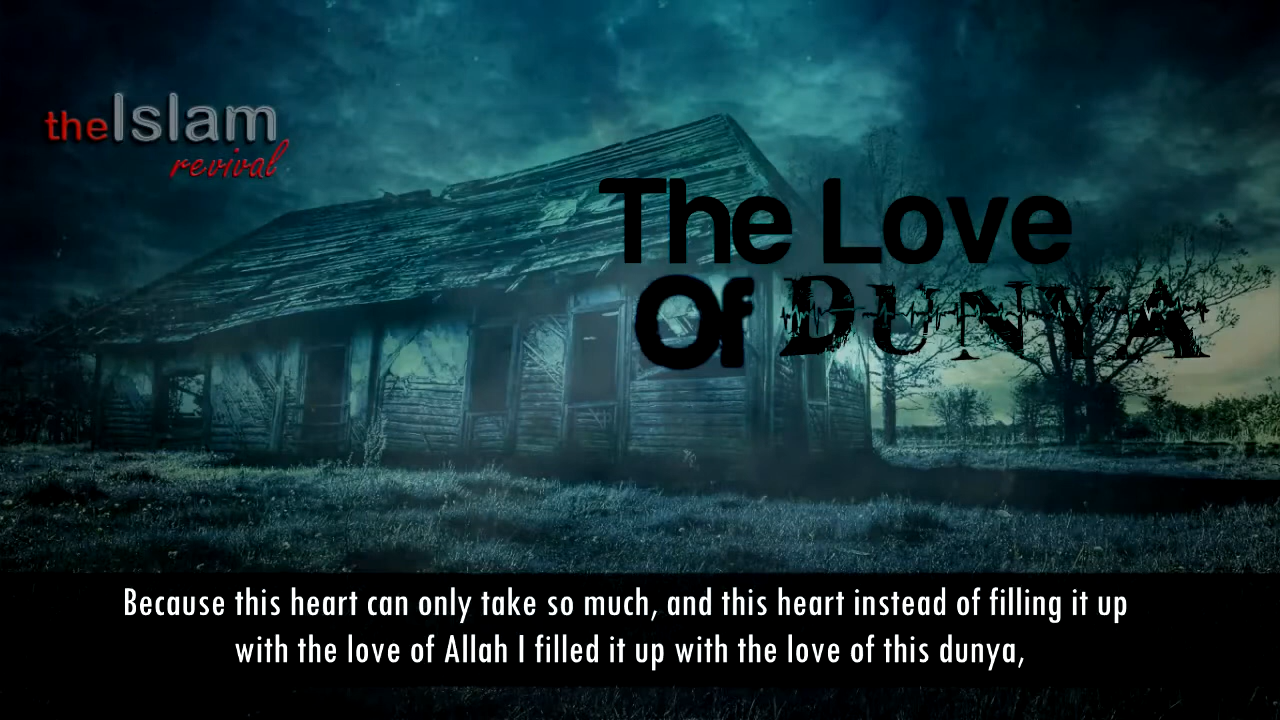 theIslam
revival
The Love
Of DUNYA
Because this heart can only take so much, and this heart instead of filling it up
with the love of Allah I filled it up with the love of this dunya,